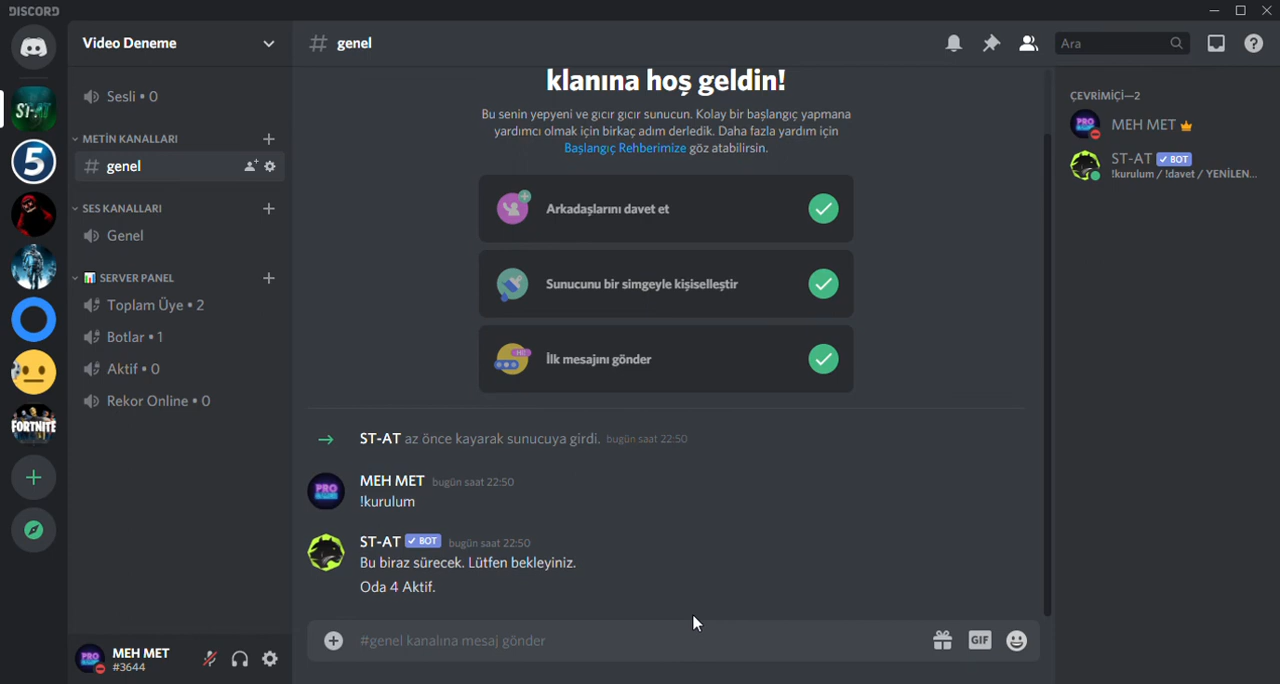 DISCORD
Video Deneme
genel
Ara
Sesli • 0
METİN KANALLARI
genel
SES KANALLARI
Genel
SERVER PANEL
Toplam Üye • 2
Botlar • 1
Aktif • 0
Rekor Online • 0
ST-AT
5
FORTNITE
MEH MET
#3644
klanına hoş geldin!
Bu senin yepyeni ve gıcır gıcır sunucun. Kolay bir başlangıç yapmana
yardımcı olmak için birkaç adım derledik. Daha fazla yardım için
Başlangıç Rehberimize göz atabilirsin.
Arkadaşlarını davet et
Sunucunu bir simgeyle kişiselleştir
İlk mesajını gönder
ST-AT az önce kayarak sunucuya girdi. bugün saat 22:50
MEH MET bugün saat 22:50
!kurulum
ST-AT BOT bugün saat 22:50
Bu biraz sürecek. Lütfen bekleyiniz.
Oda 4 Aktif.
#genel kanalına mesaj gönder
GIF
ÇEVRİMİÇİ—2
MEH MET
ST-AT BOT
!kurulum / !davet / YENİLEN...